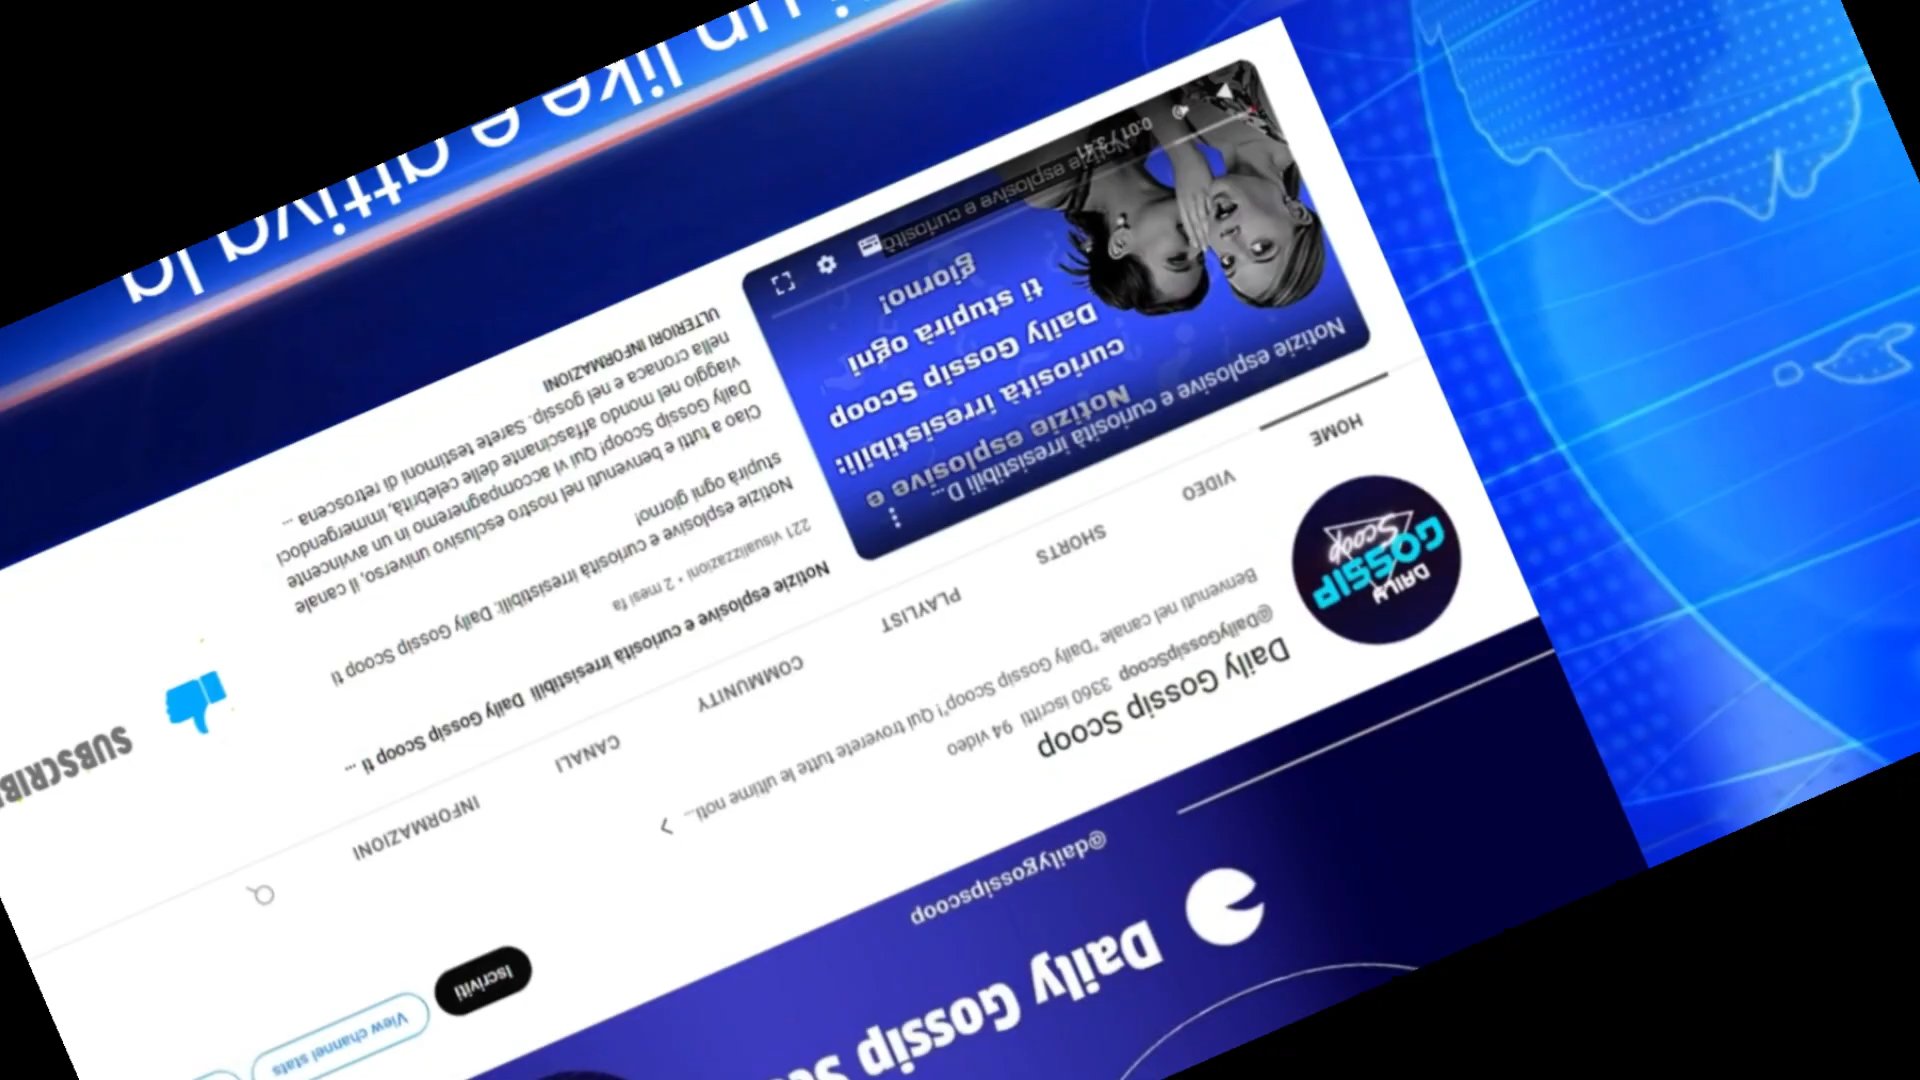 Daily Gossip
@dailygossipscoop
View channel stats
Iscriviti
DAILY
GOSSIP
Scoop
Daily Gossip Scoop
@DailyGossipScoop 3360 iscritti 94 video
Benvenuti nel canale "Daily Gossip Scoop"! Qui troverete tutte le ultime noti...
HOME
VIDEO
SHORTS
PLAYLIST
COMMUNITY
CANALI
INFORMAZIONI
Notizie esplosive e curiosità irresistibili D...
Notizie esplosive e
curiosità irresistibili:
Daily Gossip Scoop
ti stupirà ogni
giorno!
Notizie esplosive e curiosità
0:01 / 3:41
Notizie esplosive e curiosità irresistibili Daily Gossip Scoop ti ...
221 visualizzazioni • 2 mesi fa
Notizie esplosive e curiosità irresistibili: Daily Gossip Scoop ti
stupirà ogni giorno!
Ciao a tutti e benvenuti nel nostro esclusivo universo, il canale
Daily Gossip Scoop! Qui vi accompagneremo in un avvincente
viaggio nel mondo affascinante delle celebrità, immergendoci
nella cronaca e nel gossip. Sarete testimoni di retroscena ...
ULTERIORI INFORMAZIONI
SUBSCRIB
un like e attiva la